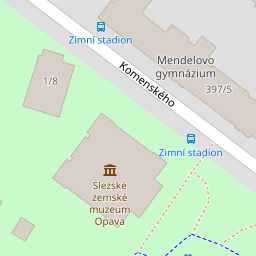 Zimní stadion
Mendelovo
gymnázium
397/5
1/8
Komenského
Zimní stadion
Slezské
zemské
muzeum
Opava